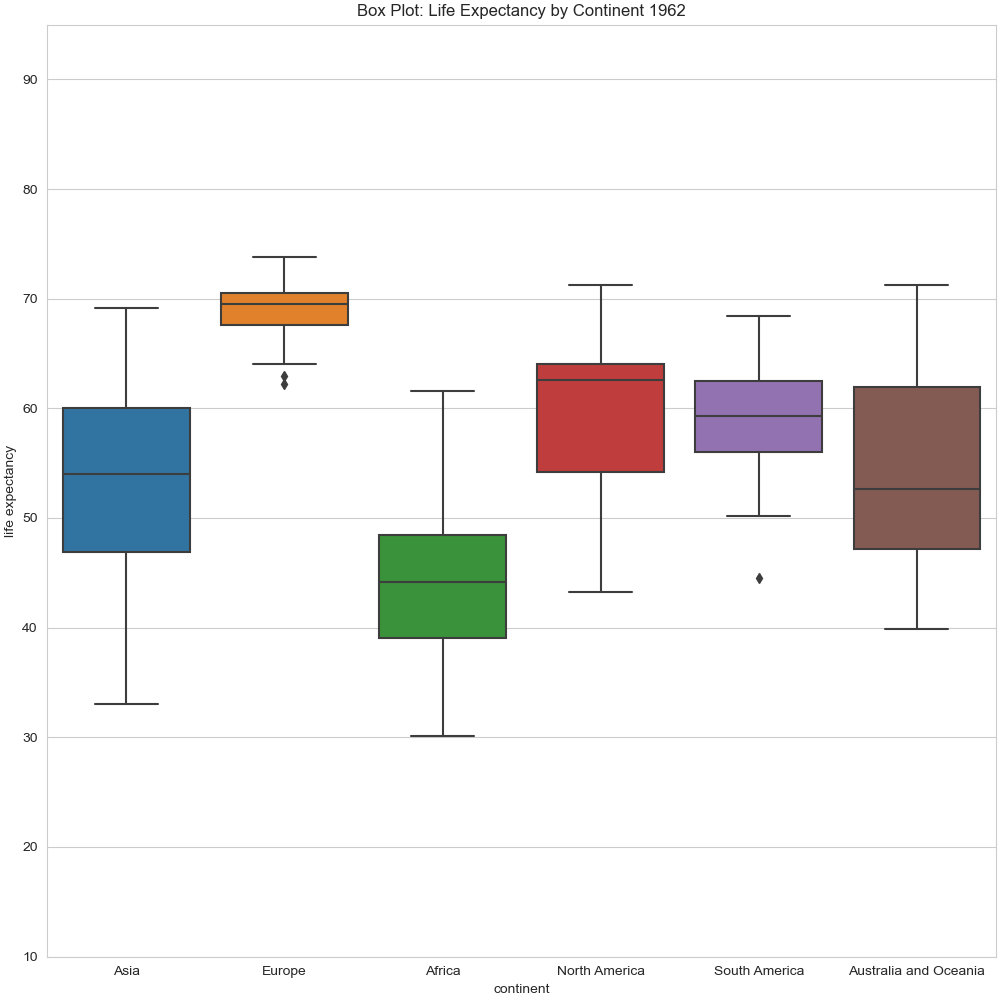 Box Plot: Life Expectancy by Continent 1962
life expectancy
90
80
70
60
50
40
30
20
10
Asia Europe Africa North America South America Australia and Oceania
continent